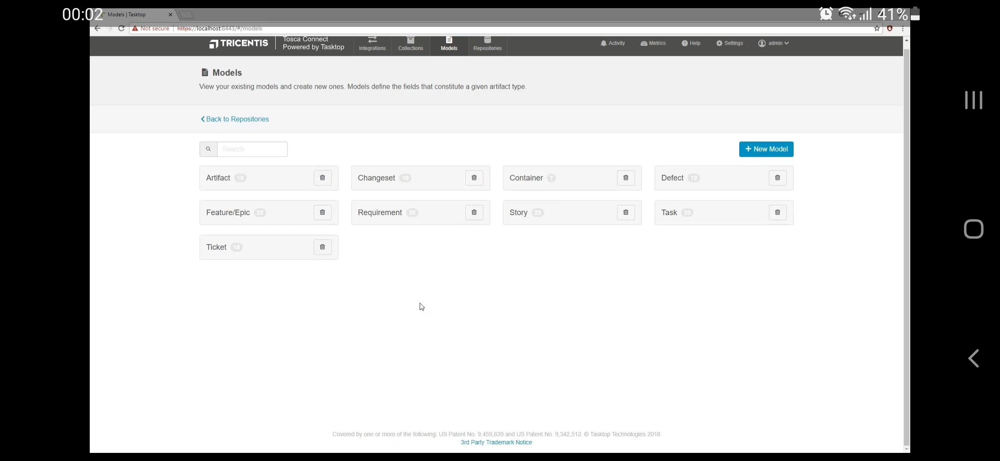 00:02
41%
Models | Tasktop
Not secure
https://localhost:8443/#/models
TRICENTIS
Tosca Connect
Powered by Tasktop
Integrations
Collections
Models
Repositories
Activity
Metrics
Help
Settings
admin
Models
View your existing models and create new ones. Models define the fields that constitute a given artifact type.
Back to Repositories
Search
+ New Model
Artifact 10
Changeset 10
Container 7
Defect 19
Feature/Epic 22
Requirement 20
Story 23
Task 20
Ticket 18
Covered by one or more of the following: US Patent No. 9,459,839 and US Patent No. 9,342,512. © Tasktop Technologies 2018
3rd Party Trademark Notice